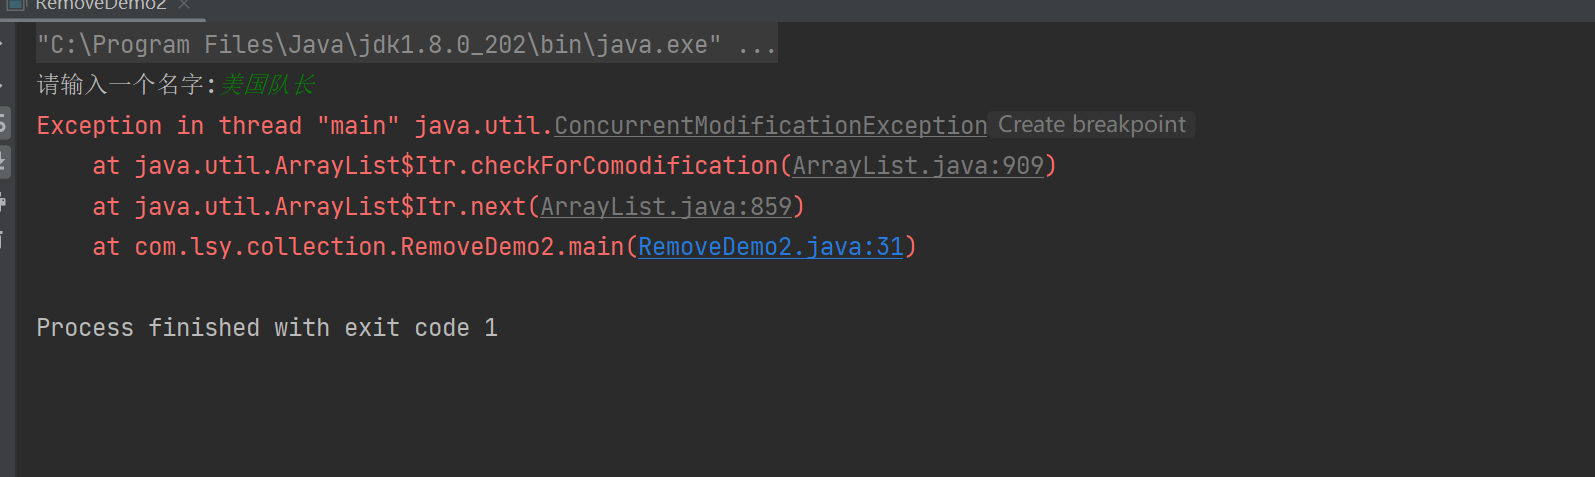 RemoveDemo2 ×
"C:\Program Files\Java\jdk1.8.0_202\bin\java.exe" ...
请输入一个名字:美国队长
Exception in thread "main" java.util.ConcurrentModificationException Create breakpoint
at java.util.ArrayList$Itr.checkForComodification(ArrayList.java:909)
at java.util.ArrayList$Itr.next(ArrayList.java:859)
at com.lsy.collection.RemoveDemo2.main(RemoveDemo2.java:31)
Process finished with exit code 1